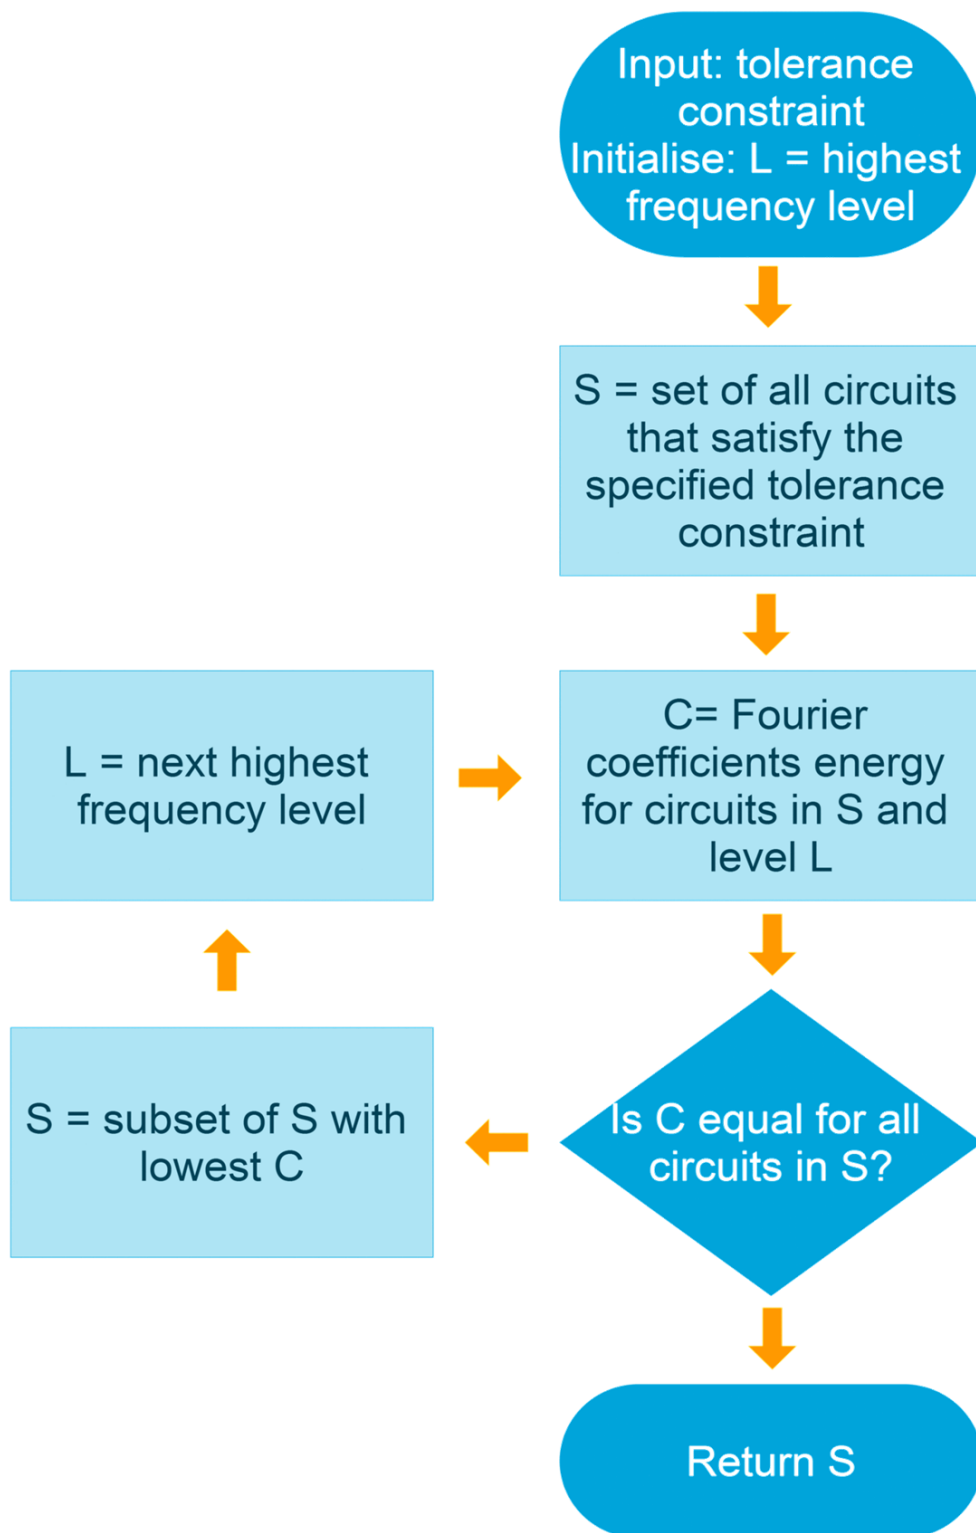 Input: tolerance
constraint
Initialise: L = highest
frequency level
S = set of all circuits
that satisfy the
specified tolerance
constraint
L = next highest
frequency level
C= Fourier
coefficients energy
for circuits in S and
level L
S = subset of S with
lowest C
Is C equal for all
circuits in S?
Return S